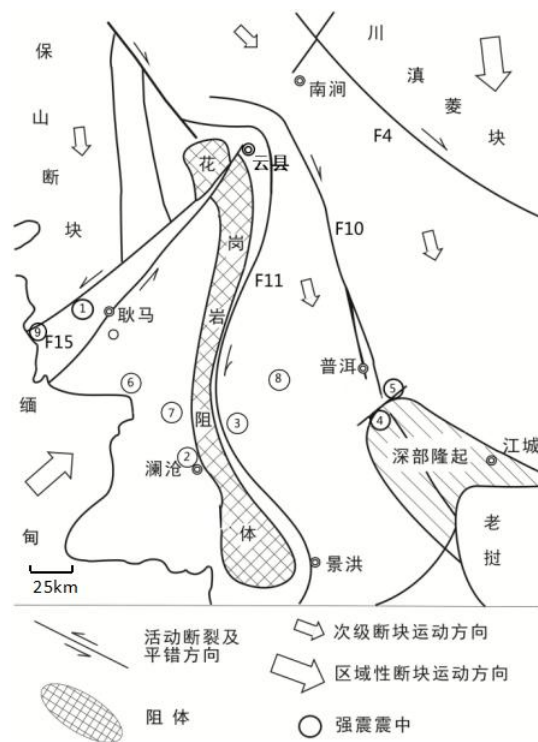 保山断块
川滇菱块
南涧
F4
云县
花岗岩阻体
F10
F11
①
耿马
⑨
F15
⑥
⑧
普洱
⑤
缅甸
⑦
③
④
②
澜沧
深部隆起
江城
老挝
景洪
25km
活动断裂及
平错方向
次级断块运动方向
区域性断块运动方向
阻体
强震震中